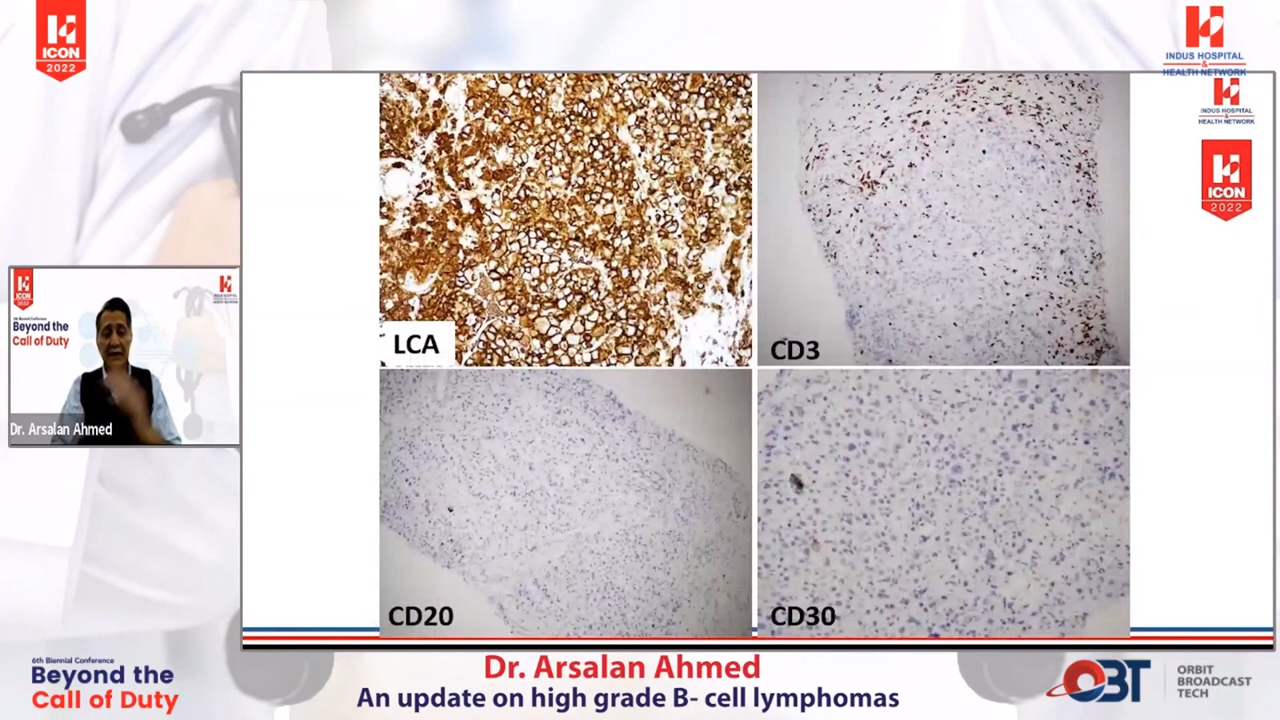 ICON
2022
INDUS HOSPITAL
&
HEALTH NETWORK
INDUS HOSPITAL
&
HEALTH NETWORK
ICON
2022
LCA
CD3
CD20
CD30
ICON
Beyond the
Call of Duty
Dr. Arsalan Ahmed
6th Biennial Conference
Beyond the
Call of Duty
Dr. Arsalan Ahmed
An update on high grade B- cell lymphomas
OBT
ORBIT
BROADCAST
TECH